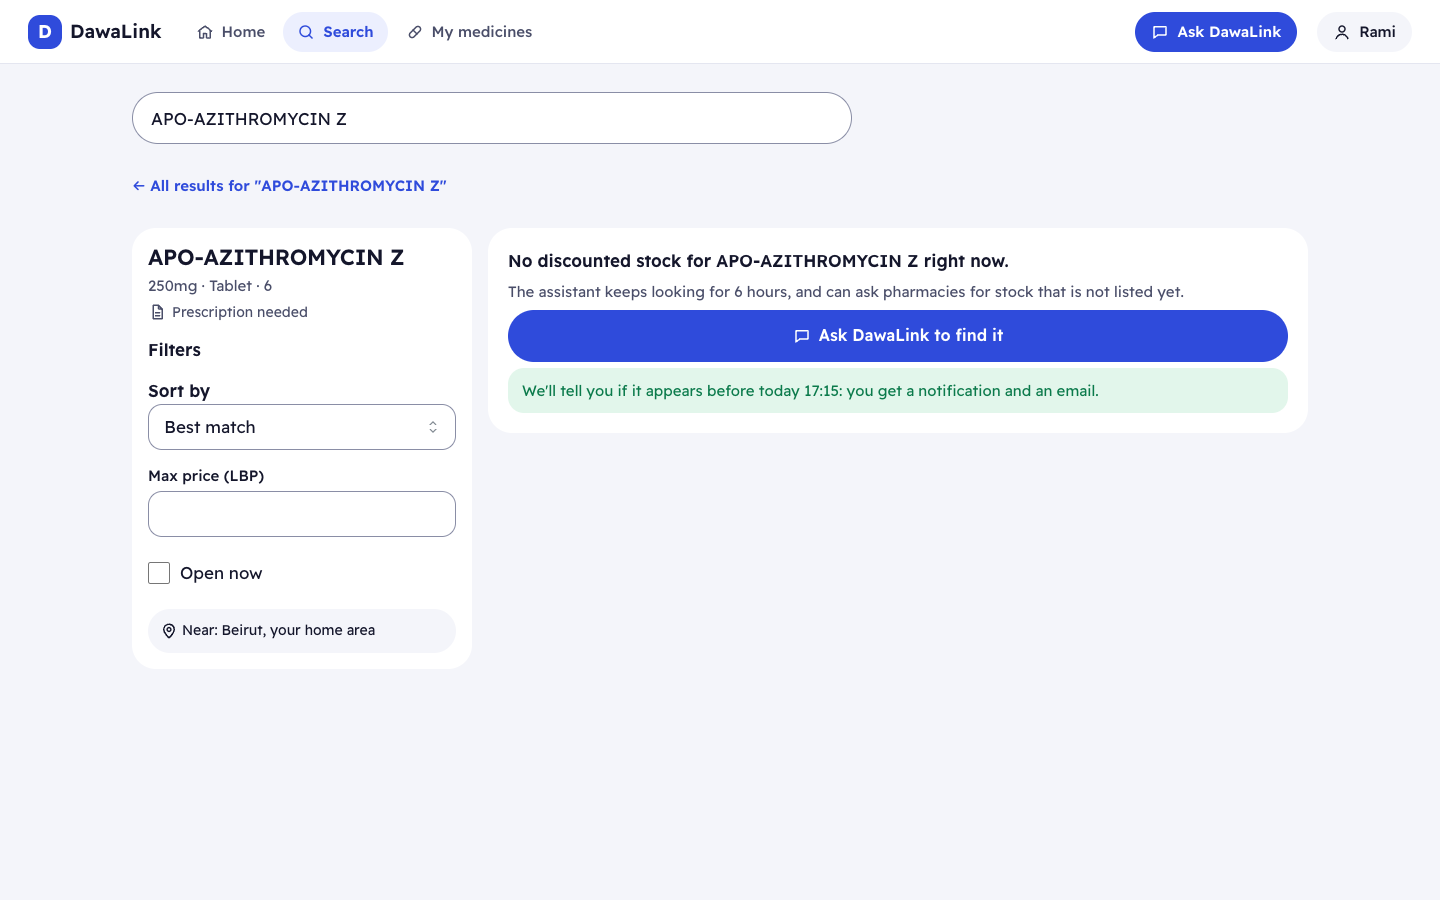 D DawaLink Home Search My medicines Ask DawaLink Rami
APO-AZITHROMYCIN Z
← All results for "APO-AZITHROMYCIN Z"
APO-AZITHROMYCIN Z
250mg · Tablet · 6
Prescription needed
Filters
Sort by
Best match
Max price (LBP)
Open now
Near: Beirut, your home area
No discounted stock for APO-AZITHROMYCIN Z right now.
The assistant keeps looking for 6 hours, and can ask pharmacies for stock that is not listed yet.
Ask DawaLink to find it
We'll tell you if it appears before today 17:15: you get a notification and an email.